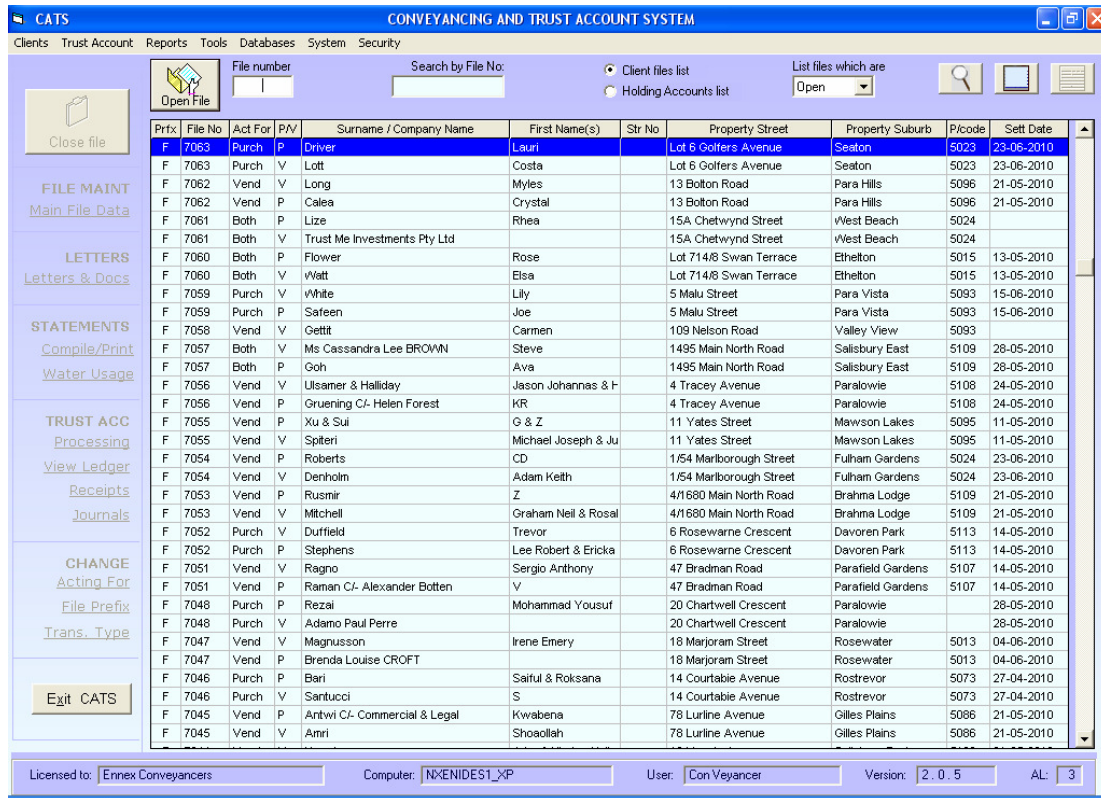 CATS CONVEYANCING AND TRUST ACCOUNT SYSTEM
Clients Trust Account Reports Tools Databases System Security
File number Search by File No: Client files list List files which are
Open File Holding Accounts list Open
Close file
FILE MAINT
Main File Data
LETTERS
Letters & Docs
STATEMENTS
Compile/Print
Water Usage
TRUST ACC
Processing
View Ledger
Receipts
Journals
CHANGE
Acting For
File Prefix
Trans. Type
Exit CATS
Prfx File No Act For P/V Surname / Company Name First Name(s) Str No Property Street Property Suburb P/code Sett Date
F 7063 Purch P Driver Lauri Lot 6 Golfers Avenue Seaton 5023 23-06-2010
F 7063 Purch V Lott Costa Lot 6 Golfers Avenue Seaton 5023 23-06-2010
F 7062 Vend V Long Myles 13 Bolton Road Para Hills 5096 21-05-2010
F 7062 Vend P Calea Crystal 13 Bolton Road Para Hills 5096 21-05-2010
F 7061 Both P Lize Rhea 15A Chetwynd Street West Beach 5024
F 7061 Both V Trust Me Investments Pty Ltd 15A Chetwynd Street West Beach 5024
F 7060 Both P Flower Rose Lot 714/8 Swan Terrace Ethelton 5015 13-05-2010
F 7060 Both V Watt Elsa Lot 714/8 Swan Terrace Ethelton 5015 13-05-2010
F 7059 Purch V White Lily 5 Malu Street Para Vista 5093 15-06-2010
F 7059 Purch P Safeen Joe 5 Malu Street Para Vista 5093 15-06-2010
F 7058 Vend V Gettit Carmen 109 Nelson Road Valley View 5093
F 7057 Both V Ms Cassandra Lee BROWN Steve 1495 Main North Road Salisbury East 5109 28-05-2010
F 7057 Both P Goh Ava 1495 Main North Road Salisbury East 5109 28-05-2010
F 7056 Vend V Ulsamer & Halliday Jason Johannas & H 4 Tracey Avenue Paralowie 5108 24-05-2010
F 7056 Vend P Gruening C/- Helen Forest KR 4 Tracey Avenue Paralowie 5108 24-05-2010
F 7055 Vend P Xu & Sui G & Z 11 Yates Street Mawson Lakes 5095 11-05-2010
F 7055 Vend V Spiteri Michael Joseph & Ju 11 Yates Street Mawson Lakes 5095 11-05-2010
F 7054 Vend P Roberts CD 1/54 Marlborough Street Fulham Gardens 5024 23-06-2010
F 7054 Vend V Denholm Adam Keith 1/54 Marlborough Street Fulham Gardens 5024 23-06-2010
F 7053 Vend P Rusmir Z 4/1680 Main North Road Brahma Lodge 5109 21-05-2010
F 7053 Vend V Mitchell Graham Neil & Rosal 4/1680 Main North Road Brahma Lodge 5109 21-05-2010
F 7052 Purch V Duffield Trevor 6 Rosewarne Crescent Davoren Park 5113 14-05-2010
F 7052 Purch P Stephens Lee Robert & Ericka 6 Rosewarne Crescent Davoren Park 5113 14-05-2010
F 7051 Vend V Ragno Sergio Anthony 47 Bradman Road Parafield Gardens 5107 14-05-2010
F 7051 Vend P Raman C/- Alexander Botten V 47 Bradman Road Parafield Gardens 5107 14-05-2010
F 7048 Purch P Rezai Mohammad Yousuf 20 Chartwell Crescent Paralowie 28-05-2010
F 7048 Purch V Adamo Paul Perre 20 Chartwell Crescent Paralowie 28-05-2010
F 7047 Vend V Magnusson Irene Emery 18 Marjoram Street Rosewater 5013 04-06-2010
F 7047 Vend P Brenda Louise CROFT 18 Marjoram Street Rosewater 5013 04-06-2010
F 7046 Purch P Bari Saiful & Roksana 14 Courtabie Avenue Rostrevor 5073 27-04-2010
F 7046 Purch V Santucci S 14 Courtabie Avenue Rostrevor 5073 27-04-2010
F 7045 Vend P Antwi C/- Commercial & Legal Kwabena 78 Lurline Avenue Gilles Plains 5086 21-05-2010
F 7045 Vend V Amri Shoaollah 78 Lurline Avenue Gilles Plains 5086 21-05-2010
Licensed to: Ennex Conveyancers Computer: NXENIDES1_XP User: Con Veyancer Version: 2.0.5 AL: 3